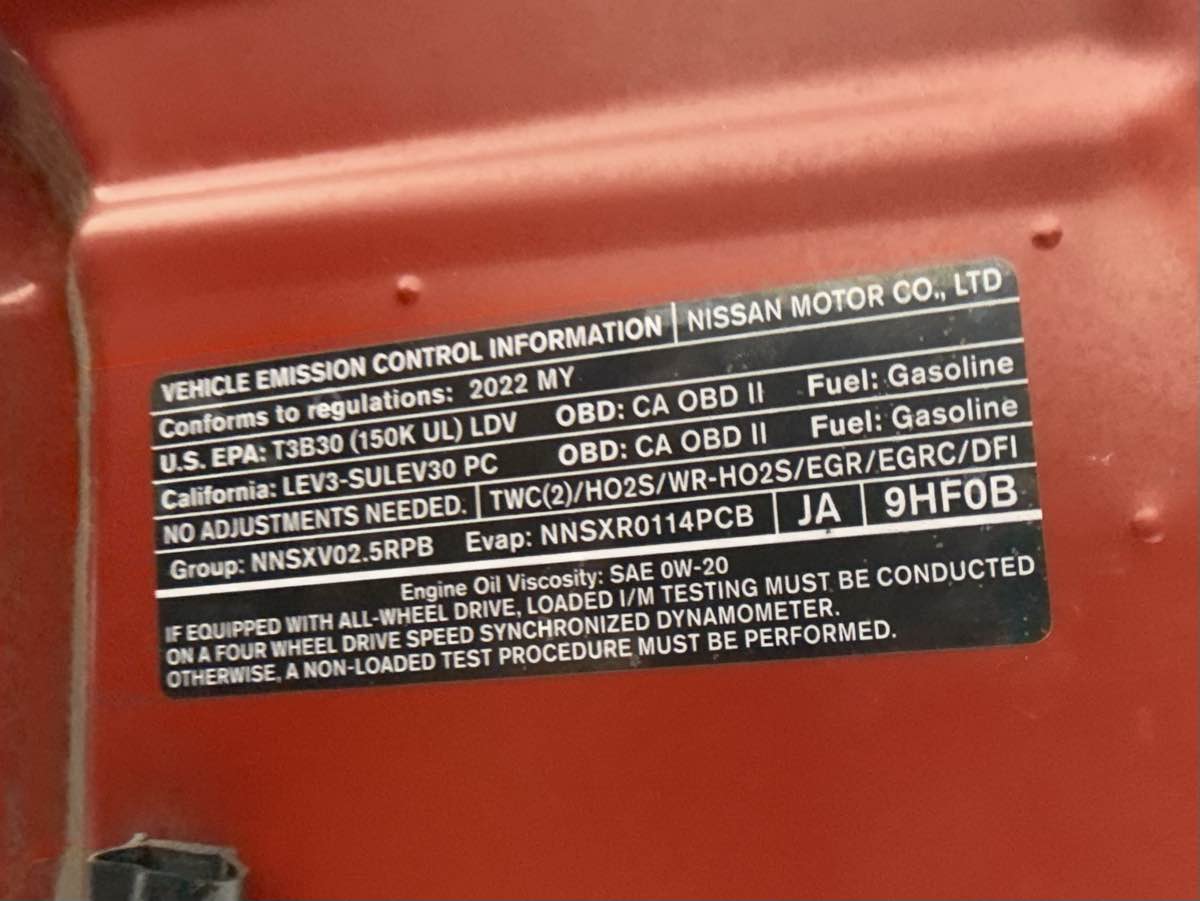 VEHICLE EMISSION CONTROL INFORMATION NISSAN MOTOR CO., LTD
Conforms to regulations: 2022 MY
U.S. EPA: T3B30 (150K UL) LDV OBD: CA OBD II Fuel: Gasoline
California: LEV3-SULEV30 PC OBD: CA OBD II Fuel: Gasoline
NO ADJUSTMENTS NEEDED. TWC(2)/HO2S/WR-HO2S/EGR/EGRC/DFI
Group: NNSXV02.5RPB Evap: NNSXR0114PCB JA 9HF0B
Engine Oil Viscosity: SAE 0W-20
IF EQUIPPED WITH ALL-WHEEL DRIVE, LOADED I/M TESTING MUST BE CONDUCTED
ON A FOUR WHEEL DRIVE SPEED SYNCHRONIZED DYNAMOMETER.
OTHERWISE, A NON-LOADED TEST PROCEDURE MUST BE PERFORMED.